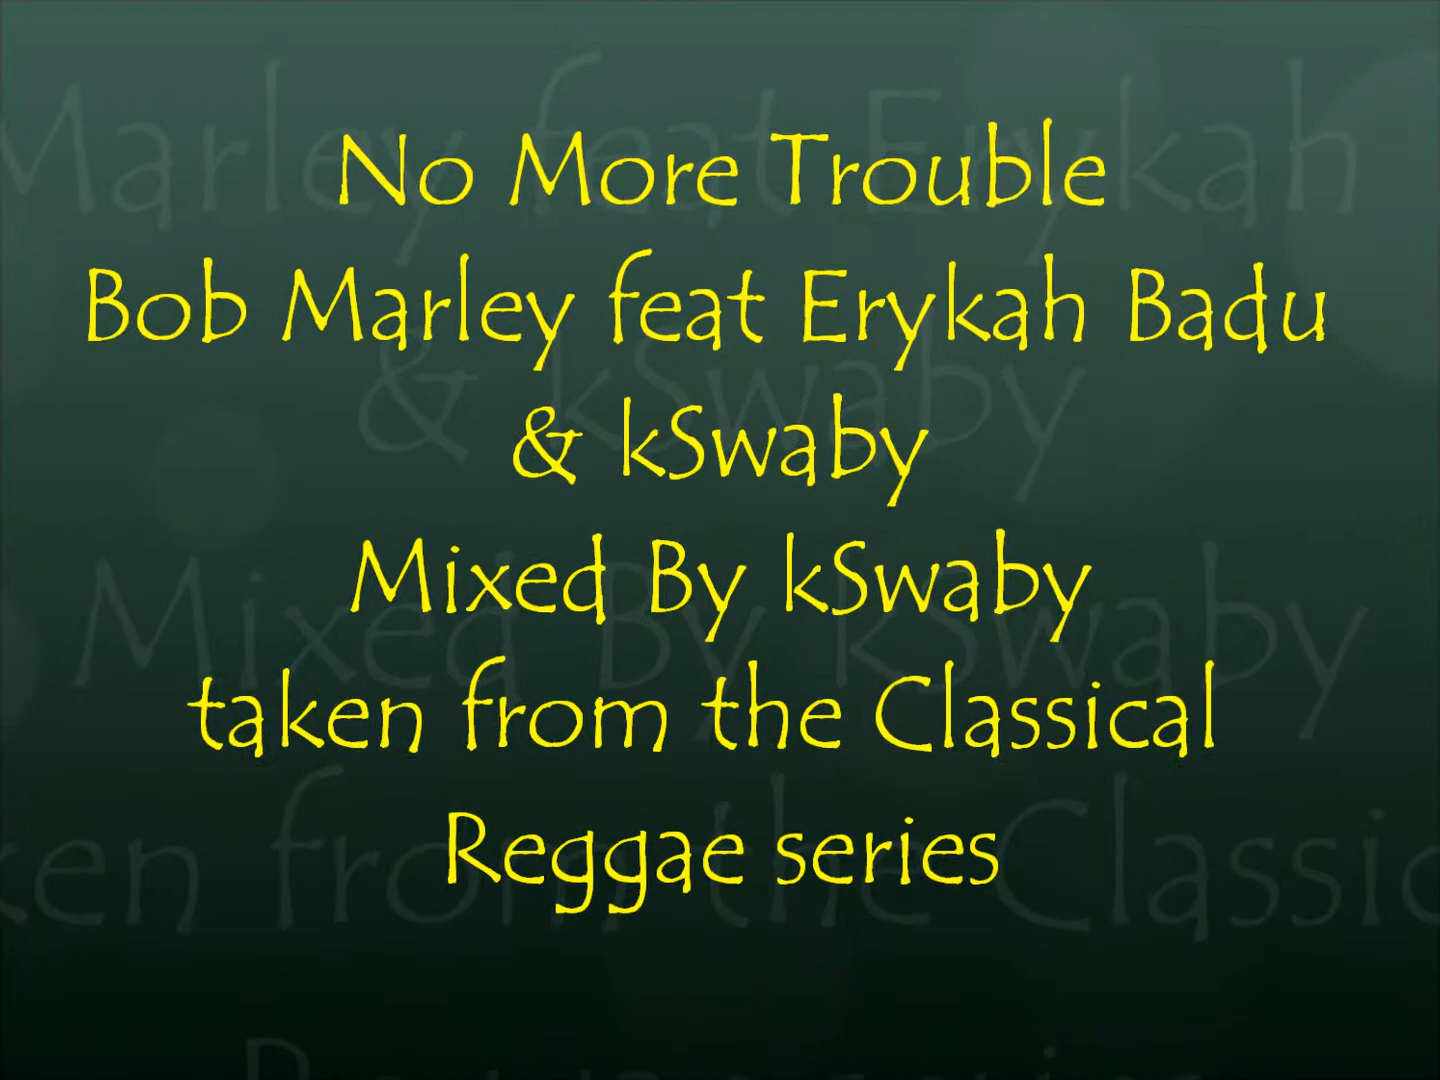 No More Trouble
Bob Marley feat Erykah Badu
& kSwaby
Mixed By kSwaby
taken from the Classical
Reggae series